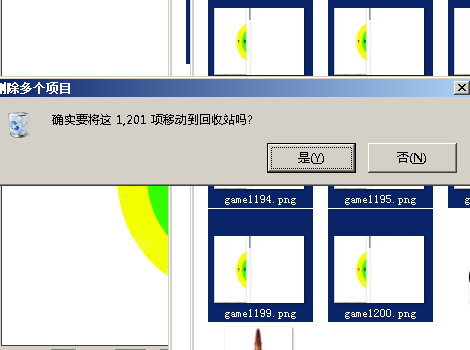 删除多个项目
确实要将这 1,201 项移动到回收站吗?
是(Y)
否(N)
game1194.png
game1195.png
game1199.png
game1200.png